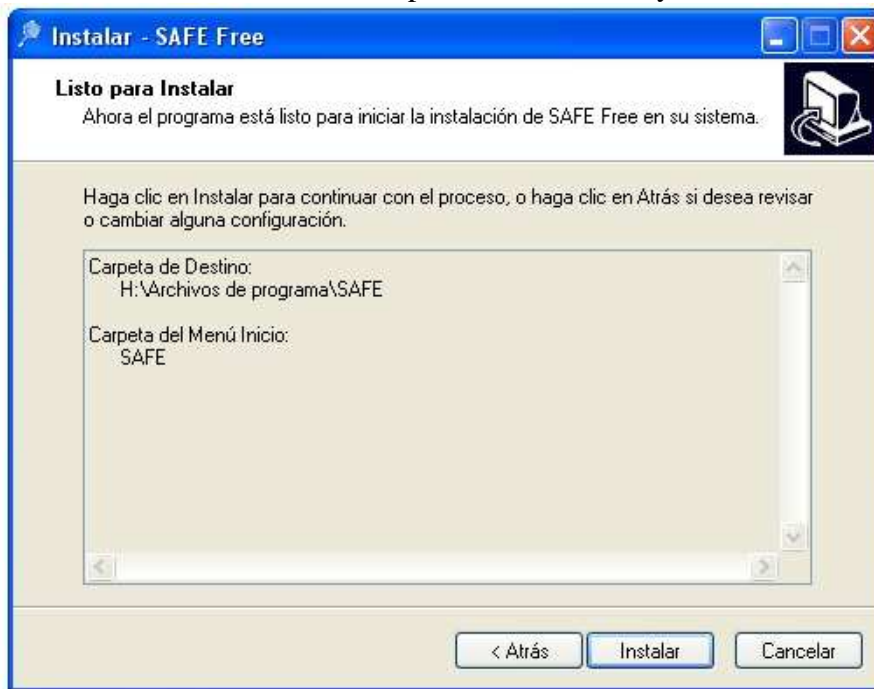 Instalar - SAFE Free
Listo para Instalar
Ahora el programa está listo para iniciar la instalación de SAFE Free en su sistema.
Haga clic en Instalar para continuar con el proceso, o haga clic en Atrás si desea revisar
o cambiar alguna configuración.
Carpeta de Destino:
H:\Archivos de programa\SAFE
Carpeta del Menú Inicio:
SAFE
< Atrás
Instalar
Cancelar